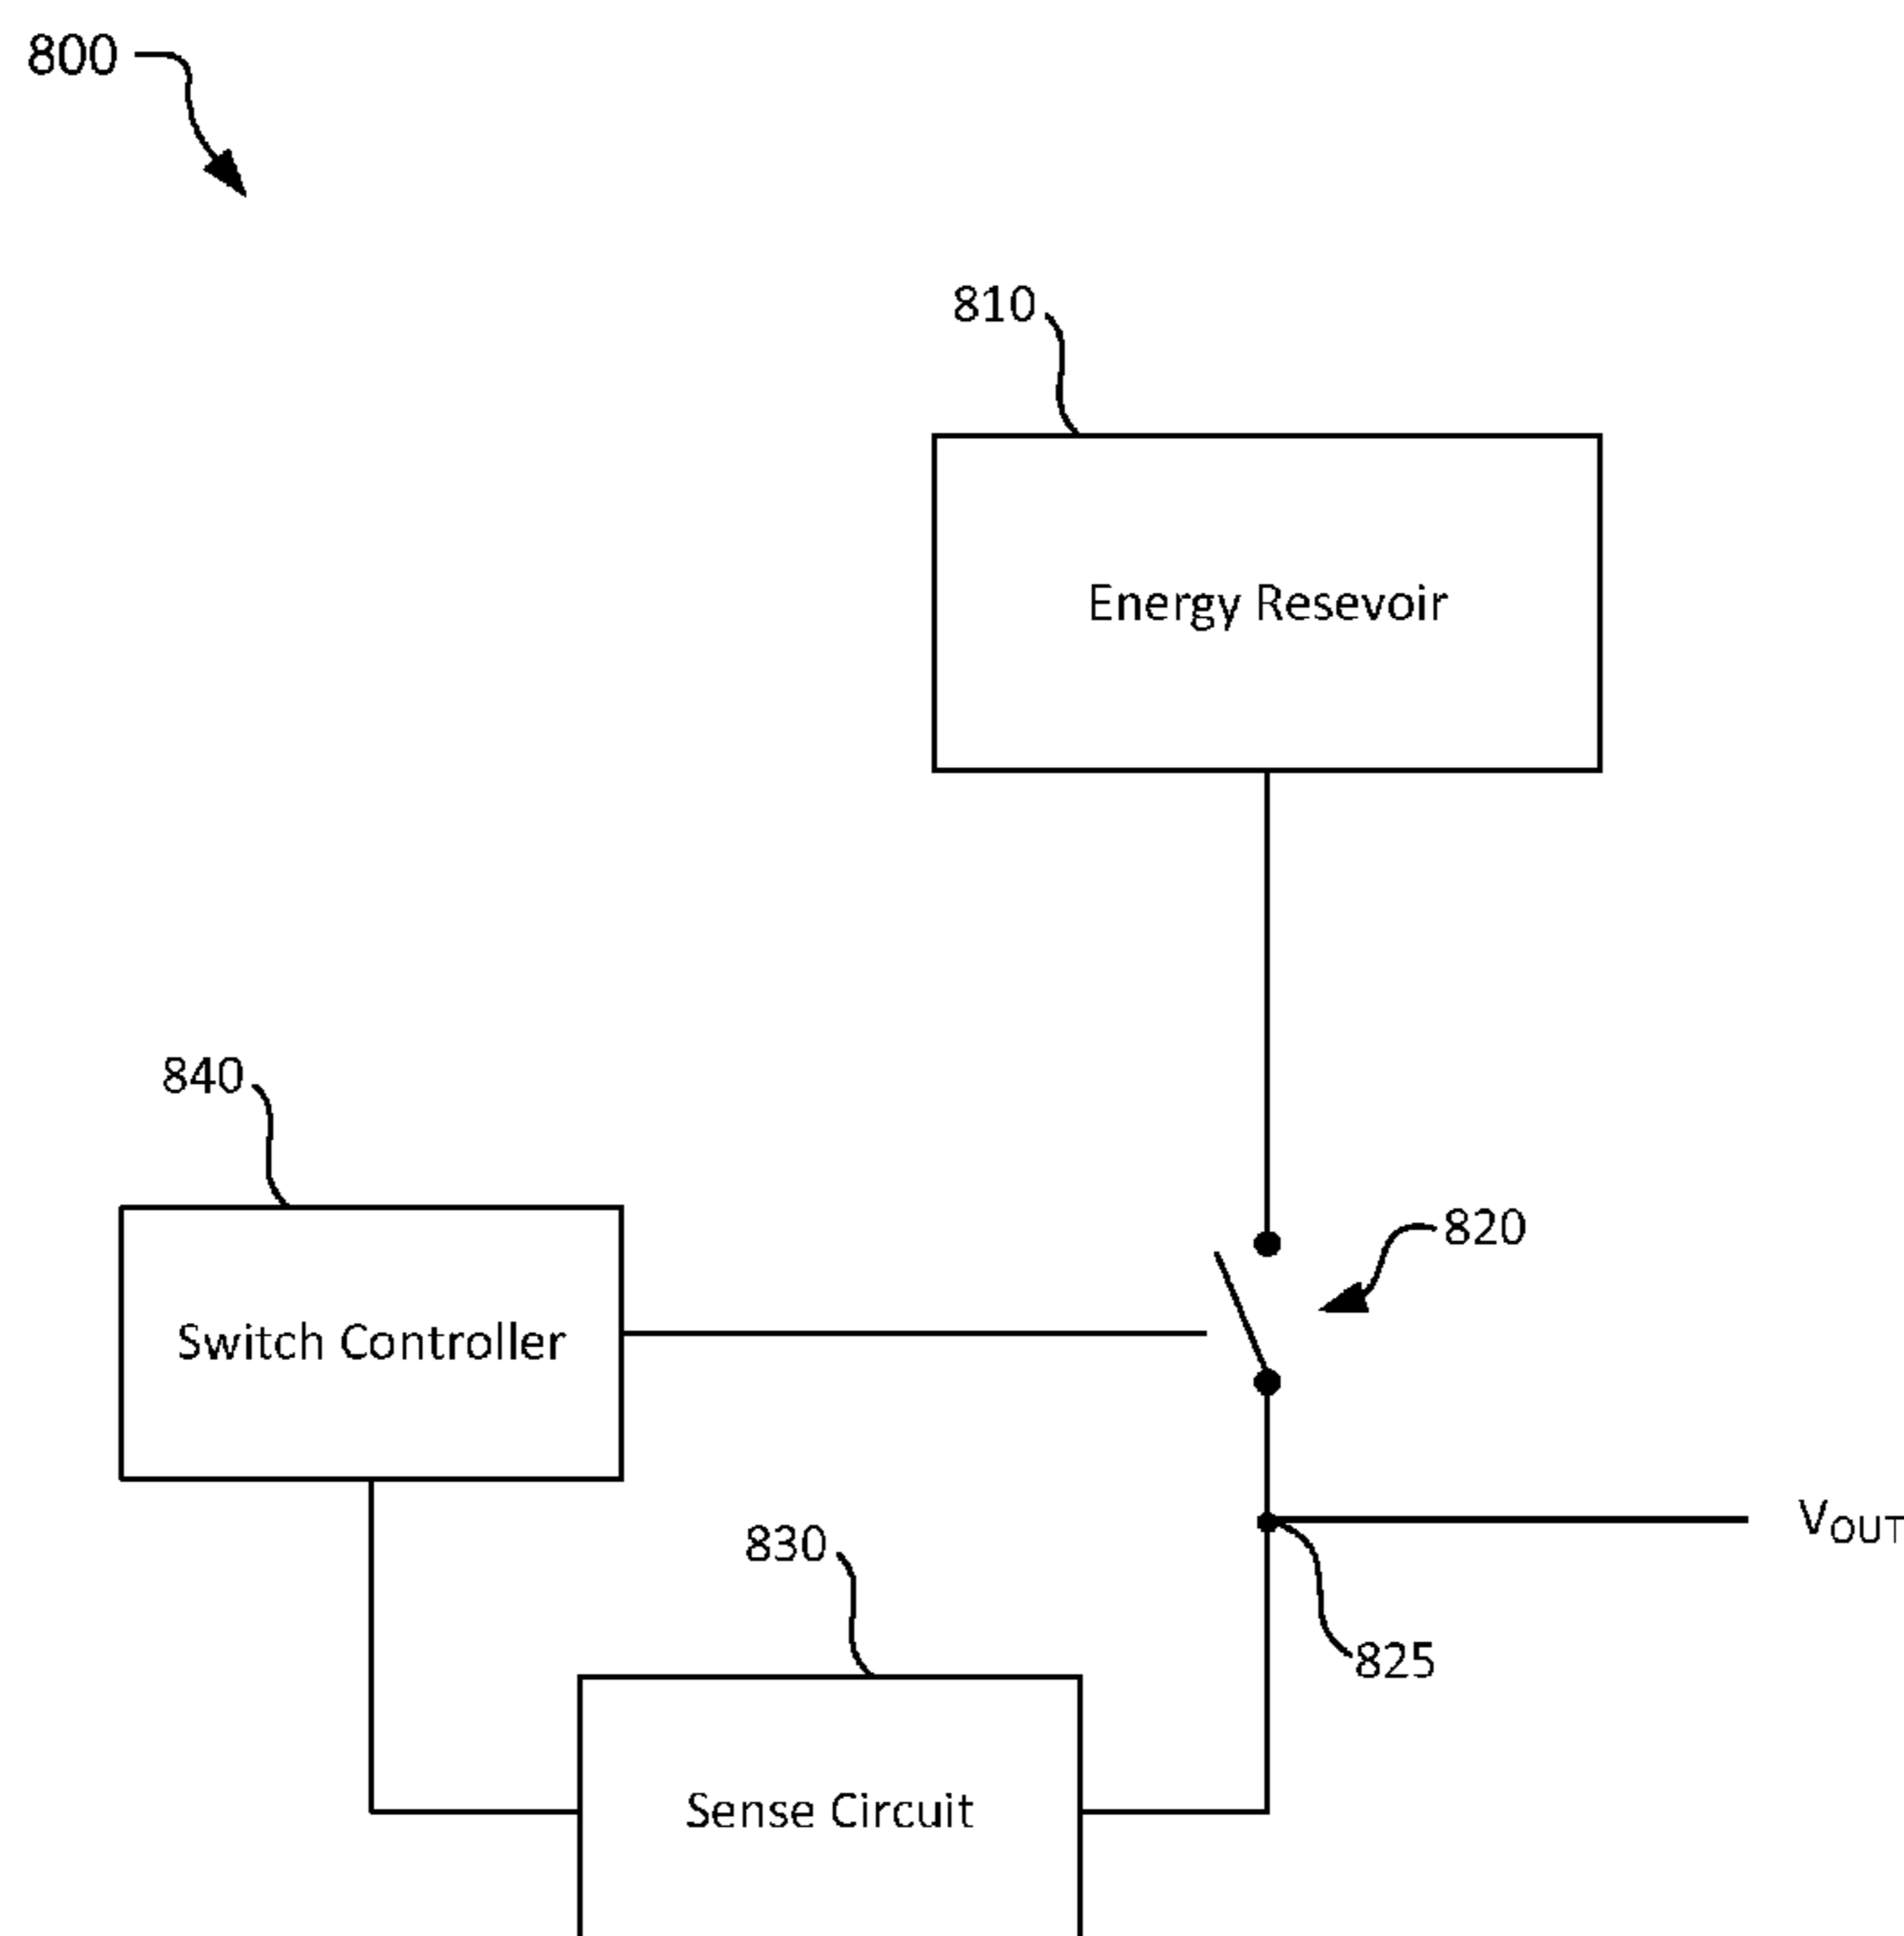 800
810
Energy Resevoir
840
820
Switch Controller
VOUT
830
825
Sense Circuit